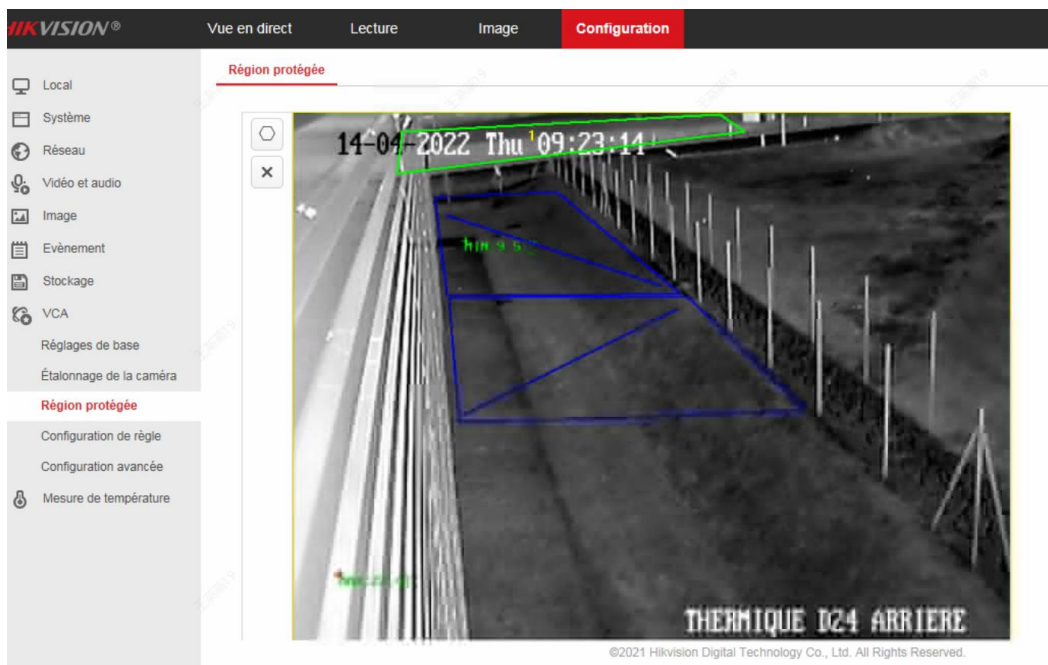 HIKVISION®
Vue en direct Lecture Image Configuration
Région protégée
Local
Système
Réseau
Vidéo et audio
Image
Evènement
Stockage
VCA
Réglages de base
Étalonnage de la caméra
Région protégée
Configuration de règle
Configuration avancée
Mesure de température
14-04-2022 Thu 09:23:14
1
THERMIQUE D24 ARRIERE
©2021 Hikvision Digital Technology Co., Ltd. All Rights Reserved.